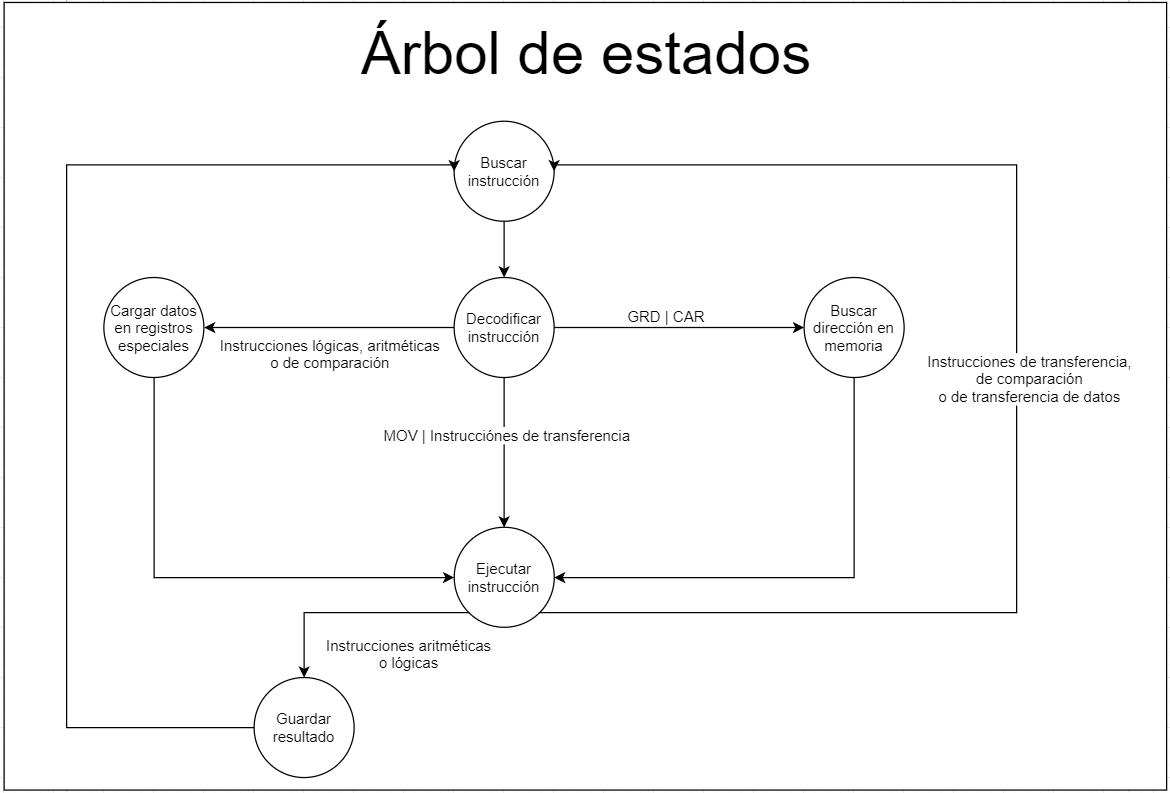 Árbol de estados
Buscar
instrucción
Cargar datos
en registros
especiales
Decodificar
instrucción
GRD | CAR
Buscar
dirección en
memoria
Instrucciones lógicas, aritméticas
o de comparación
Instrucciones de transferencia,
de comparación
o de transferencia de datos
MOV | Instrucciónes de transferencia
Ejecutar
instrucción
Instrucciones aritméticas
o lógicas
Guardar
resultado